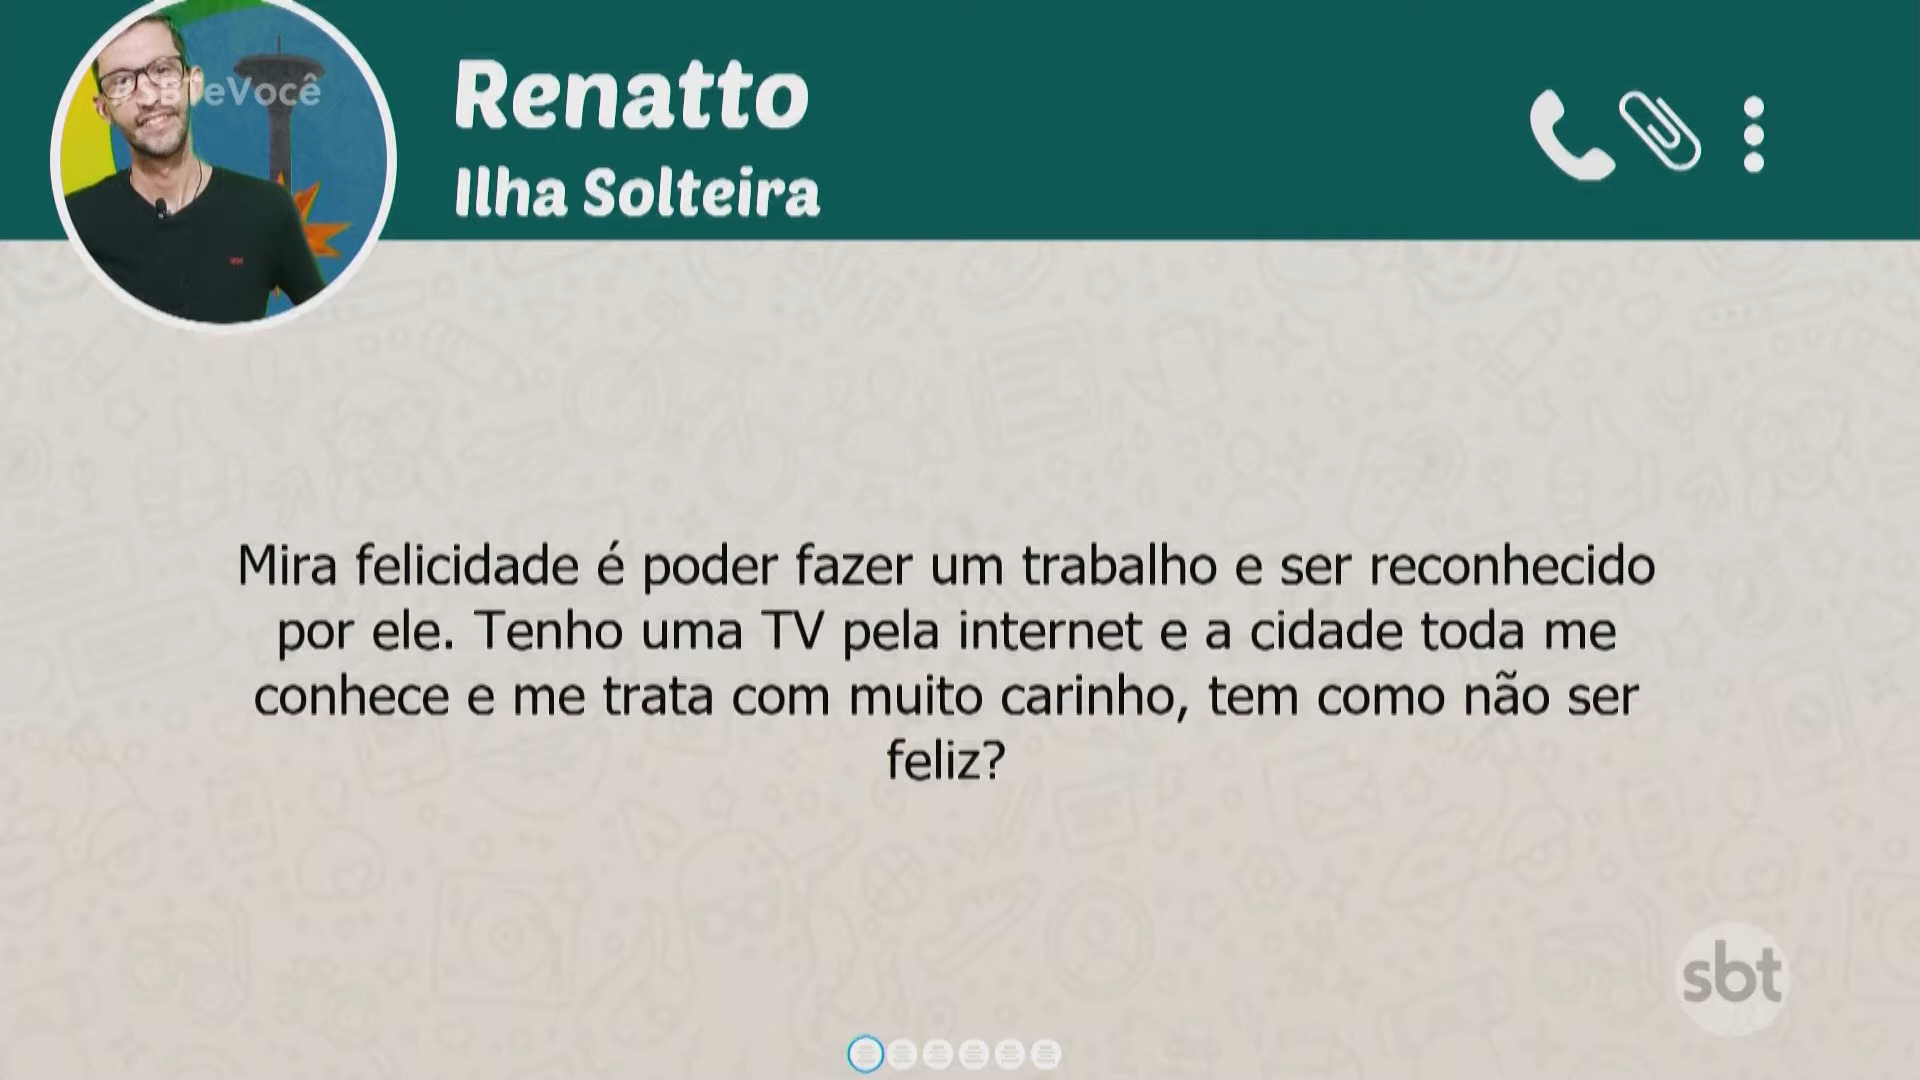 #SBTeVocê
Renatto
Ilha Solteira
Mira felicidade é poder fazer um trabalho e ser reconhecido
por ele. Tenho uma TV pela internet e a cidade toda me
conhece e me trata com muito carinho, tem como não ser
feliz?
sbt